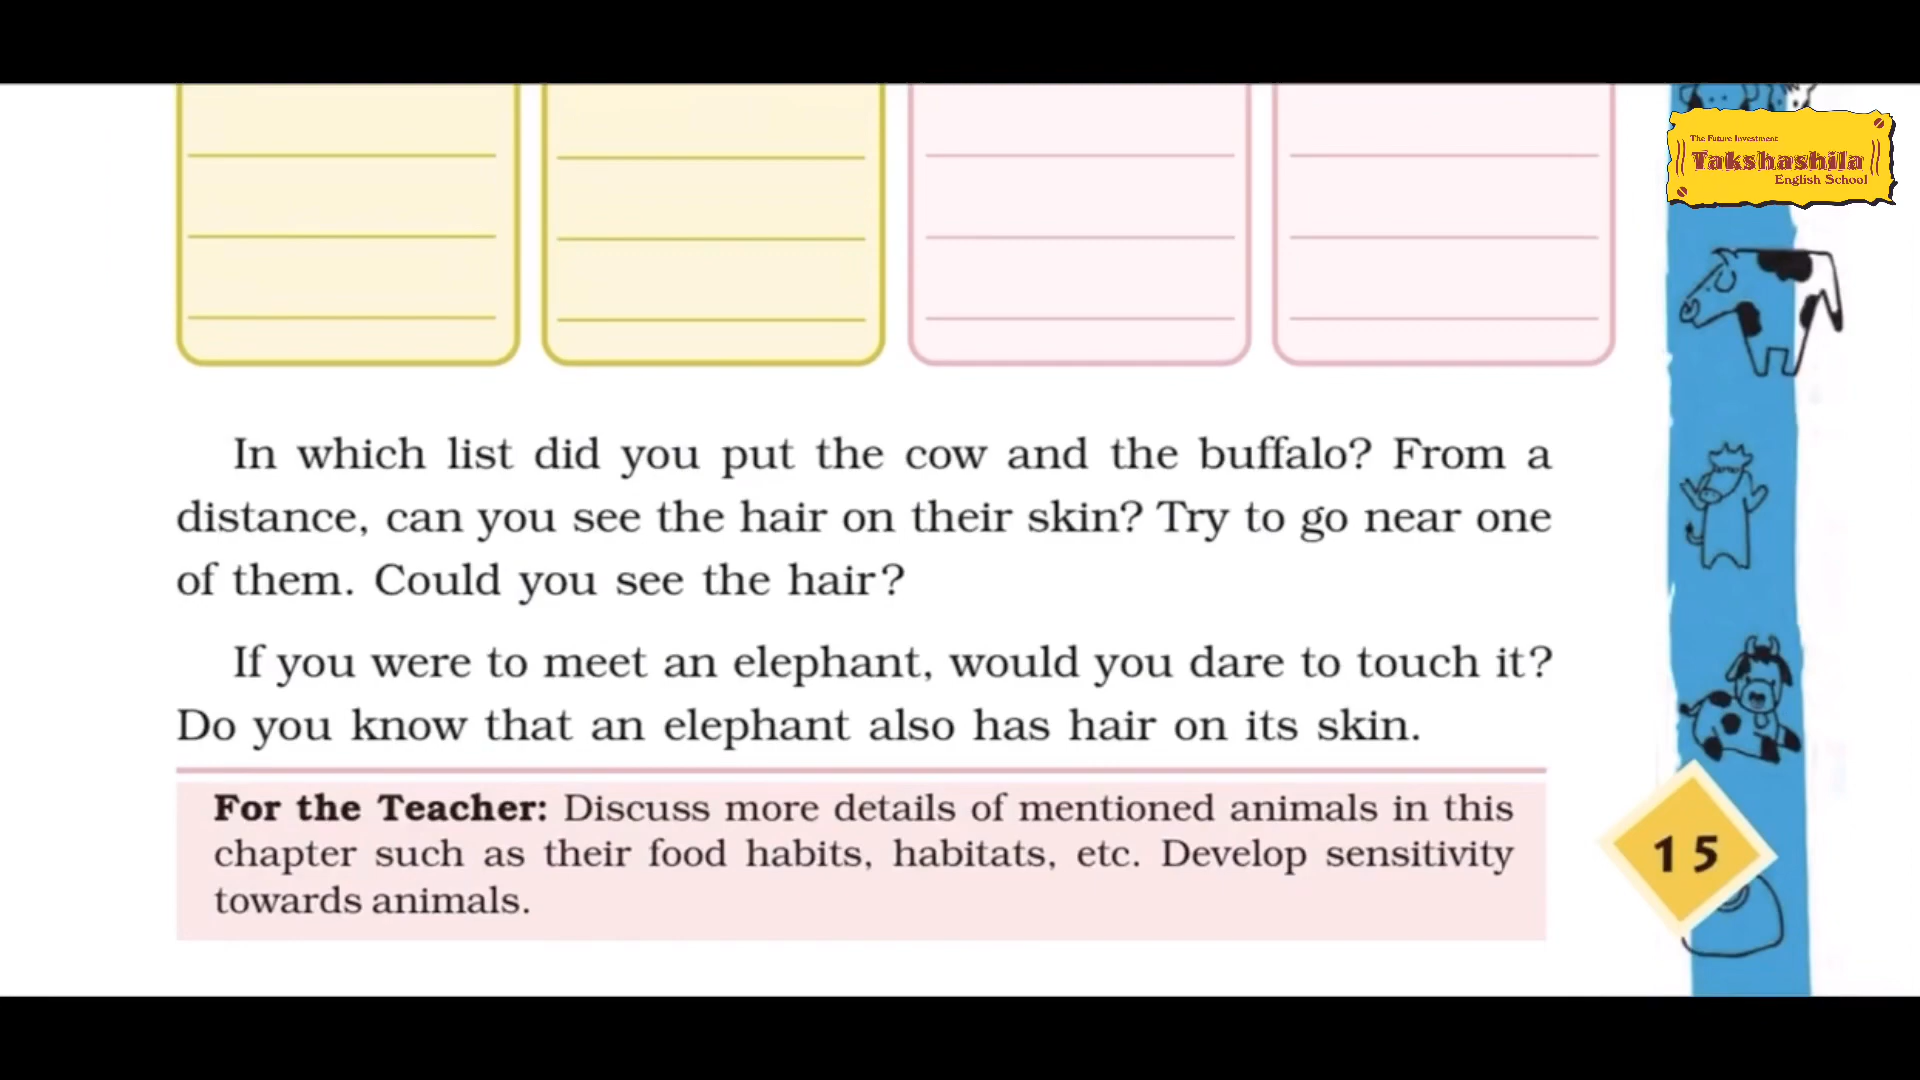 The Future Investment
Takshashila
English School
In which list did you put the cow and the buffalo? From a
distance, can you see the hair on their skin? Try to go near one
of them. Could you see the hair?
If you were to meet an elephant, would you dare to touch it?
Do you know that an elephant also has hair on its skin.
For the Teacher: Discuss more details of mentioned animals in this
chapter such as their food habits, habitats, etc. Develop sensitivity
towards animals.
15